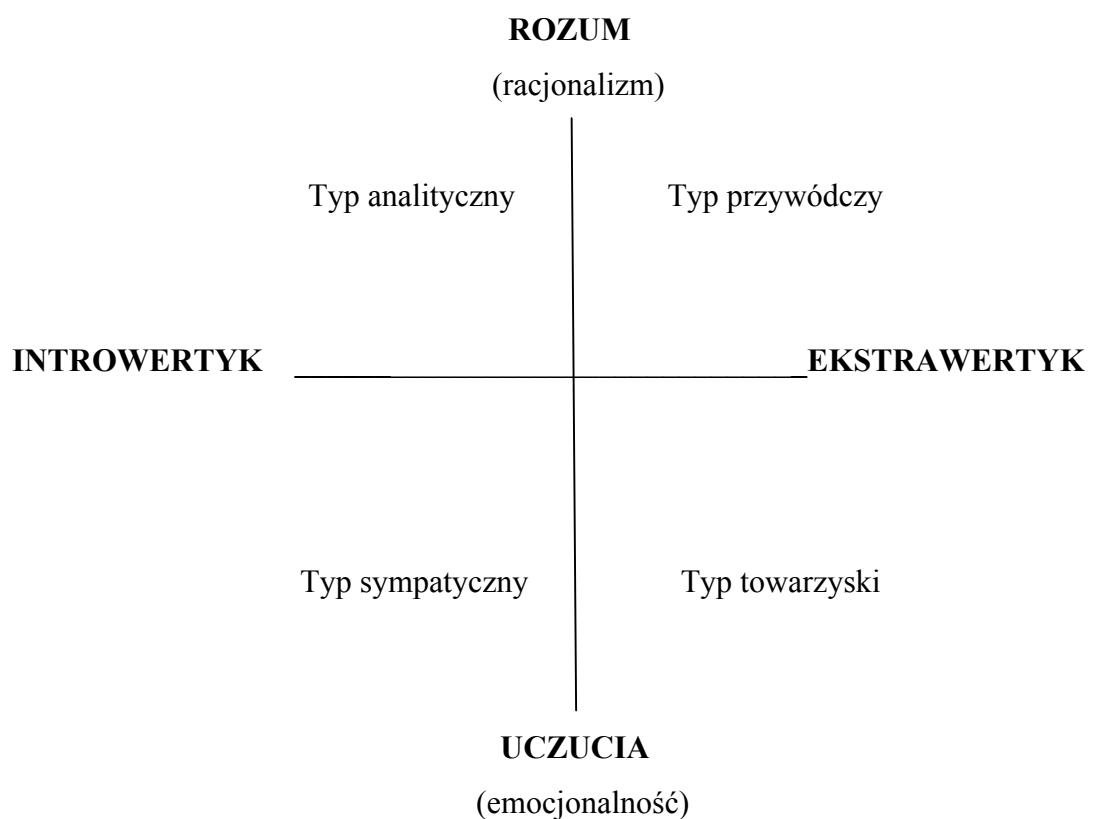 ROZUM
(racjonalizm)
Typ analityczny Typ przywódczy
INTROWERTYK EKSTRAWERTYK
Typ sympatyczny Typ towarzyski
UCZUCIA
(emocjonalność)